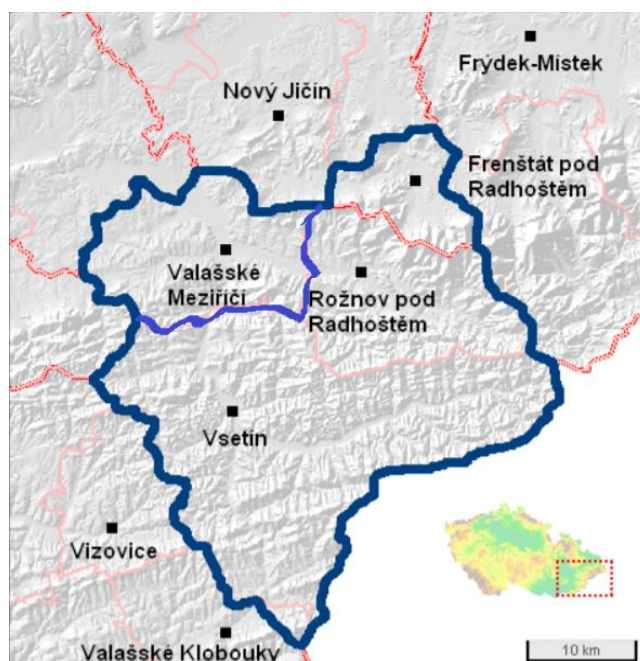 Frýdek-Místek
Nový Jičín
Frenštát pod
Radhoštěm
Valašské
Meziříčí
Rožnov pod
Radhoštěm
Vsetín
Vizovice
Valašské Klobouky
10 km